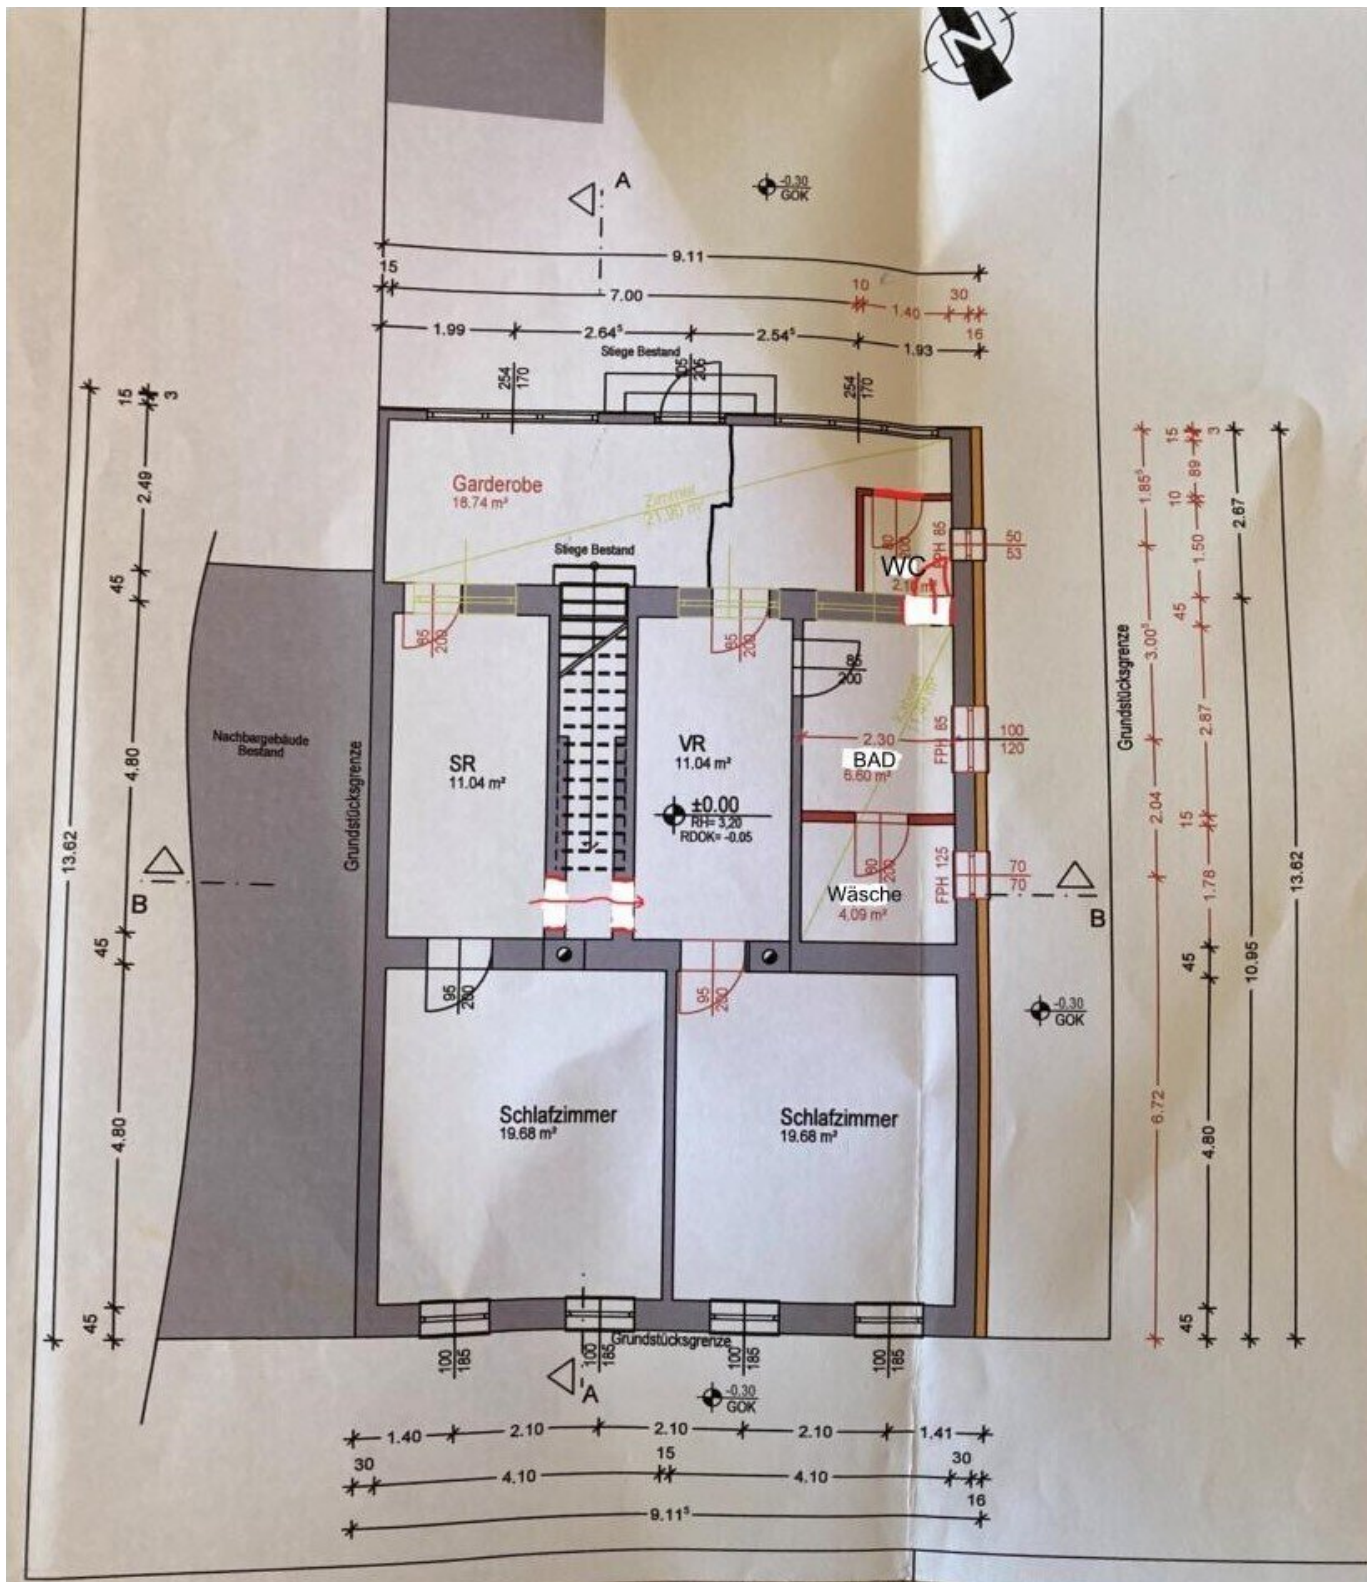 N
A
-0.30
GOK
9.11
15
7.00
10
1.40
30
16
1.99
2.64⁵
2.54⁵
1.93
Stiege Bestand
254
170
205
254
170
15
3
2.49
45
4.80
45
4.80
45
13.62
Garderobe
18.74 m²
Zimmer
21.90 m²
Stiege Bestand
WC
80
200
FPH 85
50
53
85
200
85
200
85
200
Nachbargebäude
Bestand
Grundstücksgrenze
SR
11.04 m²
VR
11.04 m²
±0.00
RH= 3,20
RDOK= -0.05
2.30
BAD
6.60 m²
FPH 85
100
120
80
200
Wäsche
4.09 m²
FPH 125
70
70
B
B
95
200
95
200
Schlafzimmer
19.68 m²
Schlafzimmer
19.68 m²
-0.30
GOK
Grundstücksgrenze
1.85⁵
3.00⁵
2.04
6.72
15
3
89
10
1.50
45
2.87
15
1.78
45
4.80
45
2.67
10.95
13.62
Grundstücksgrenze
100
185
100
185
100
185
100
185
A
-0.30
GOK
1.40
2.10
2.10
2.10
1.41
30
4.10
15
4.10
30
16
9.11⁵